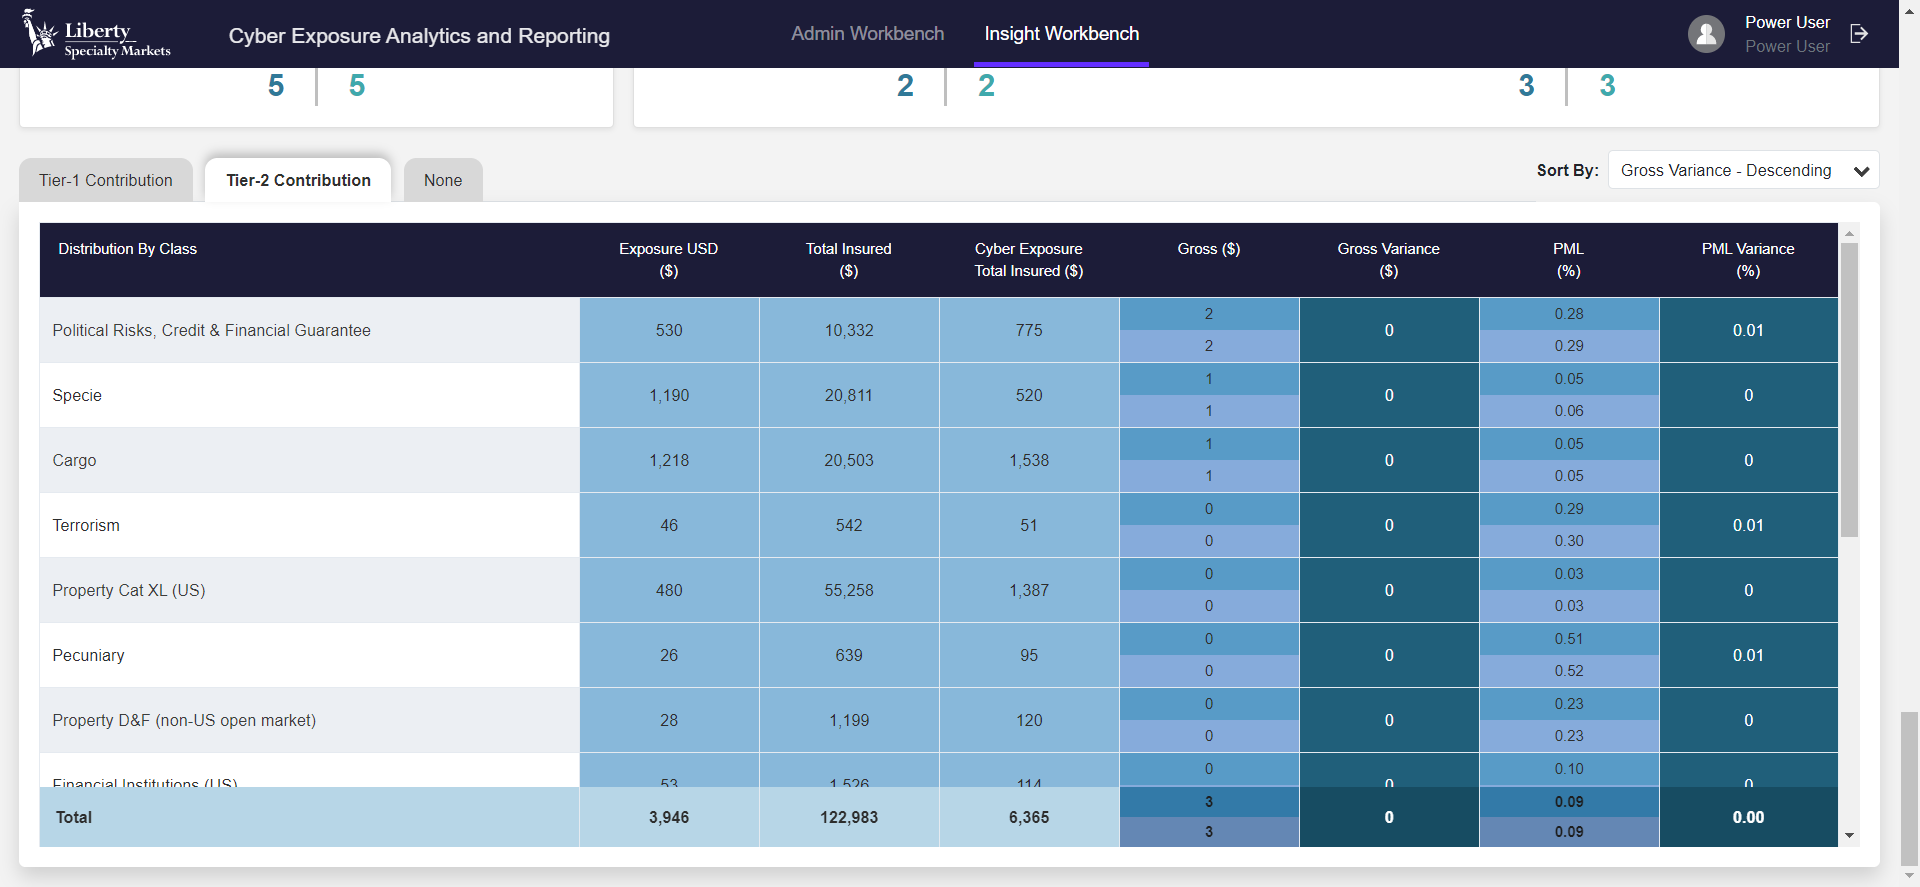 Liberty
Specialty Markets
Cyber Exposure Analytics and Reporting
Admin Workbench
Insight Workbench
Power User
Power User
5 5 2 2 3 3
Tier-1 Contribution
Tier-2 Contribution
None
Sort By: Gross Variance - Descending
Distribution By Class
Exposure USD
($)
Total Insured
($)
Cyber Exposure
Total Insured ($)
Gross ($)
Gross Variance
($)
PML
(%)
PML Variance
(%)
Political Risks, Credit & Financial Guarantee 530 10,332 775 2 2 0 0.28 0.29 0.01
Specie 1,190 20,811 520 1 1 0 0.05 0.06 0
Cargo 1,218 20,503 1,538 1 1 0 0.05 0.05 0
Terrorism 46 542 51 0 0 0 0.29 0.30 0.01
Property Cat XL (US) 480 55,258 1,387 0 0 0 0.03 0.03 0
Pecuniary 26 639 95 0 0 0 0.51 0.52 0.01
Property D&F (non-US open market) 28 1,199 120 0 0 0 0.23 0.23 0
Financial Institutions (US) 53 1,526 114 0 0 0.10 0
Total 3,946 122,983 6,365 3 3 0 0.09 0.09 0.00